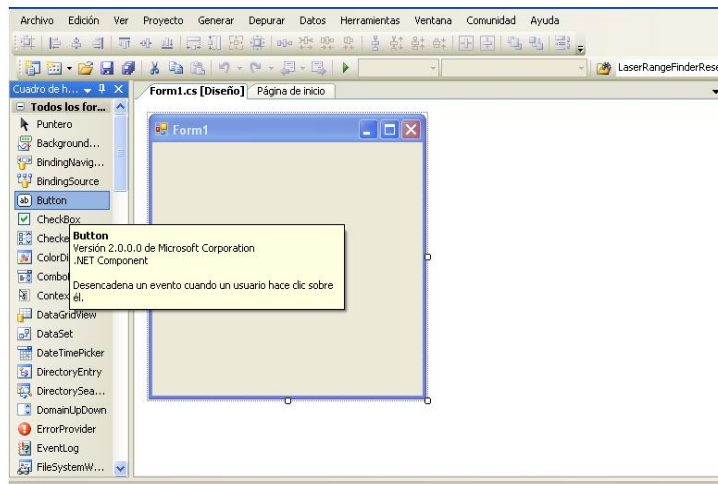 Archivo Edición Ver Proyecto Generar Depurar Datos Herramientas Ventana Comunidad Ayuda
LaserRangeFinderRese
Cuadro de h...
Form1.cs [Diseño] Página de inicio
Todos los for...
Puntero
Form1
Background...
BindingNavig...
BindingSource
ab Button
CheckBox
Button
Checke
Versión 2.0.0.0 de Microsoft Corporation
ColorDi
.NET Component
Combo
Desencadena un evento cuando un usuario hace clic sobre
Contex
él.
DataGridView
DataSet
DateTimePicker
DirectoryEntry
DirectorySea...
DomainUpDown
ErrorProvider
EventLog
FileSystemW...